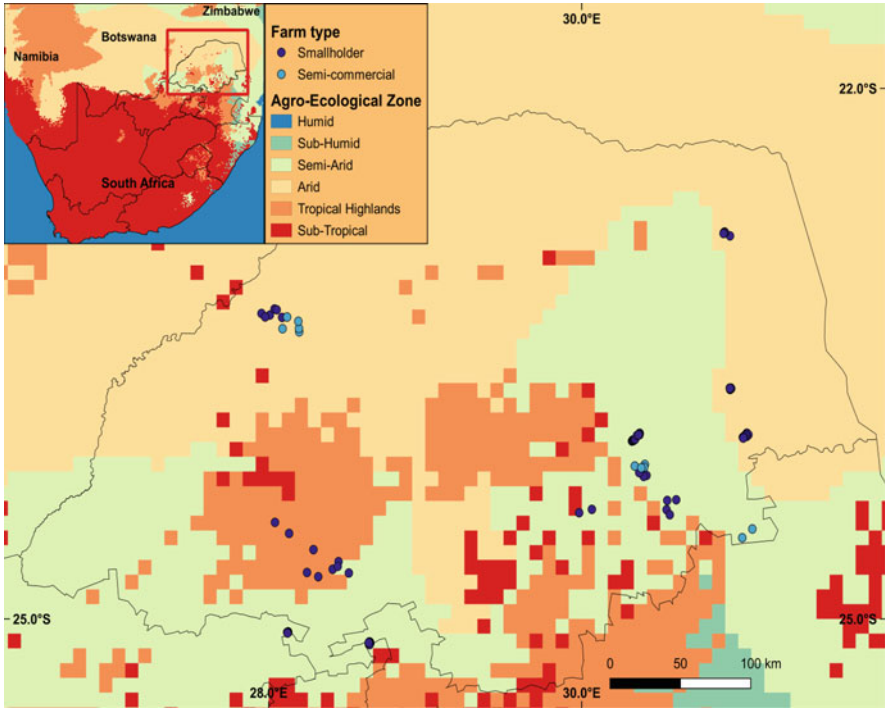 Zimbabwe
Botswana
Namibia
South Africa
Farm type
Smallholder
Semi-commercial
Agro-Ecological Zone
Humid
Sub-Humid
Semi-Arid
Arid
Tropical Highlands
Sub-Tropical
30.0°E
22.0°S
25.0°S
25.0°S
0 50 100 km
28.0°E
30.0°E